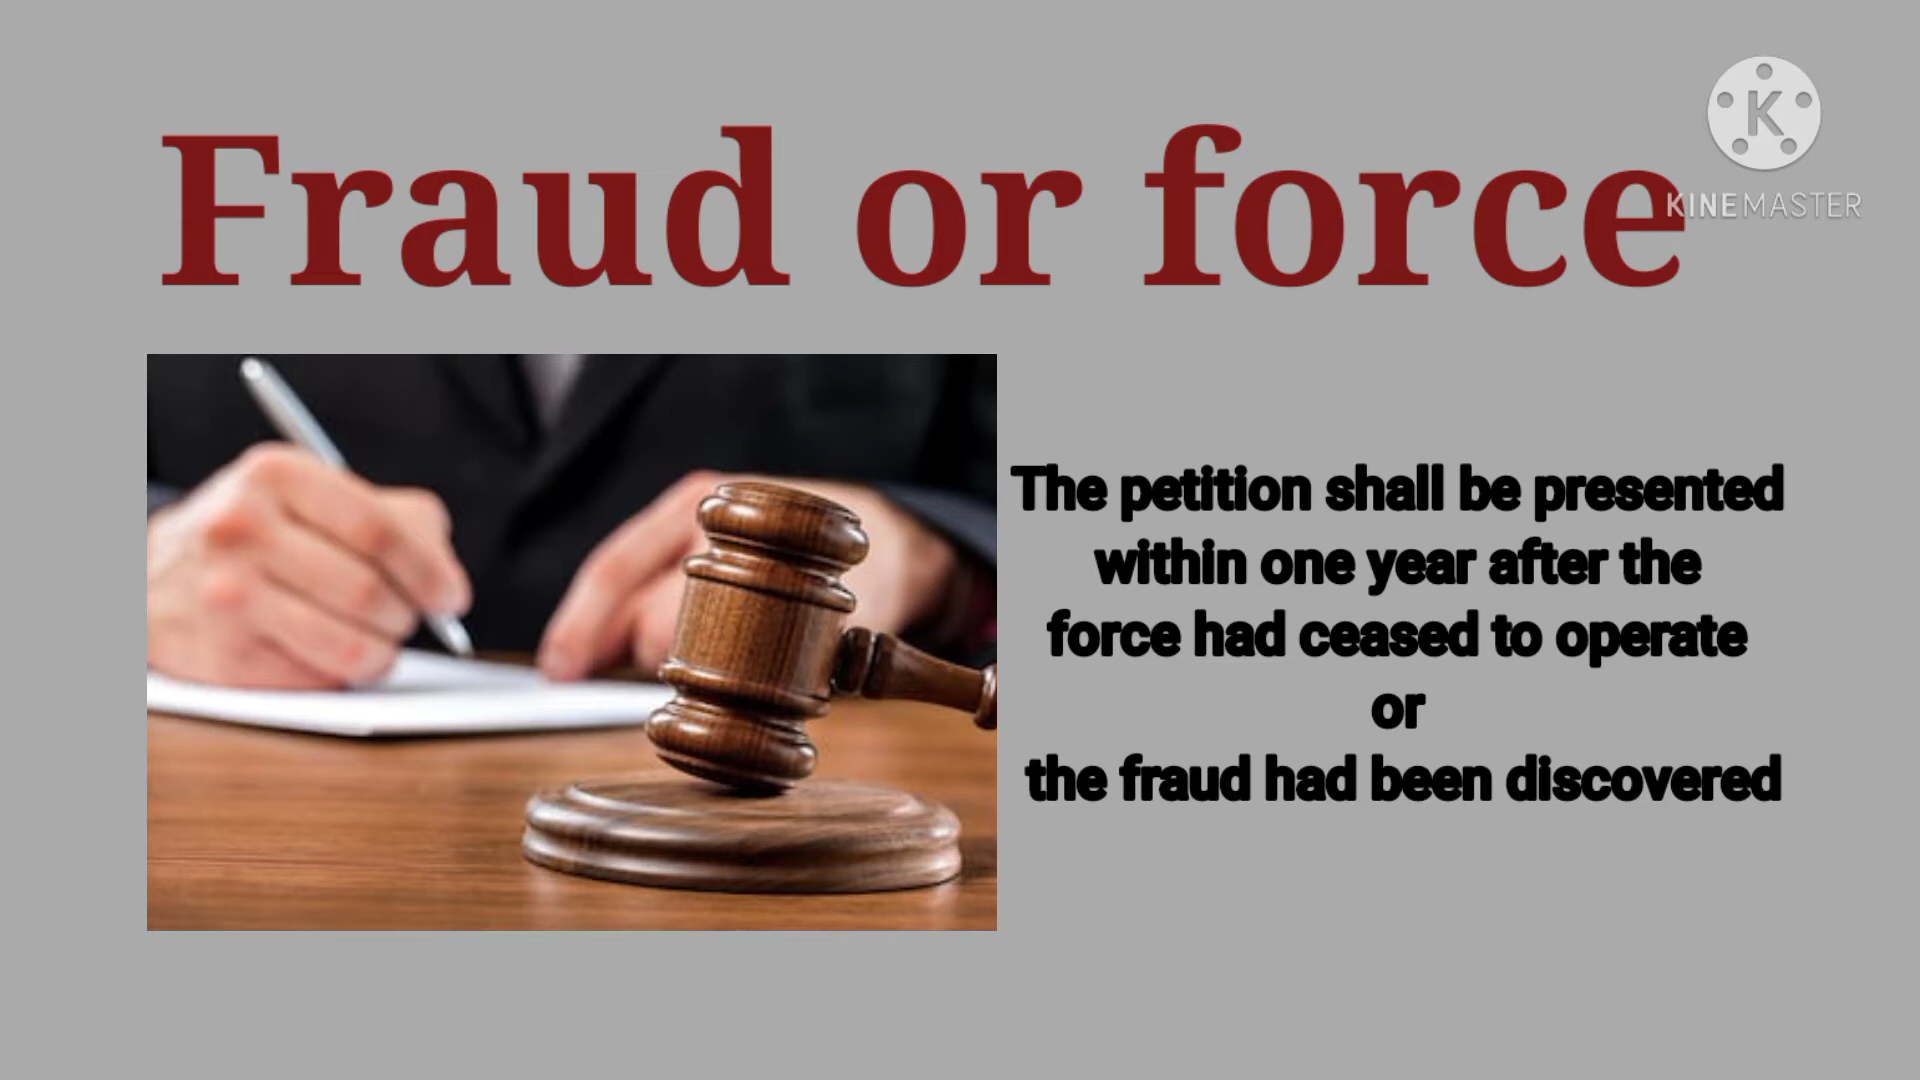 Fraud or force
K
KINEMASTER
The petition shall be presented
within one year after the
force had ceased to operate
or
the fraud had been discovered